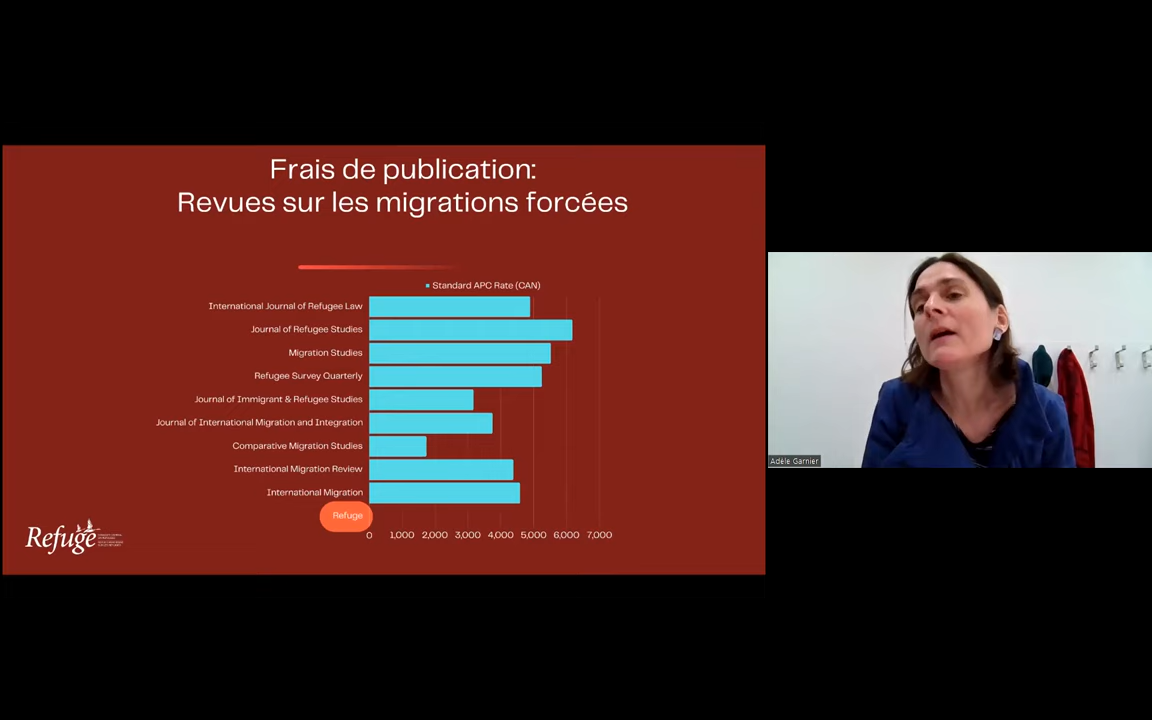 Frais de publication:
Revues sur les migrations forcées
Standard APC Rate (CAN)
International Journal of Refugee Law
Journal of Refugee Studies
Migration Studies
Refugee Survey Quarterly
Journal of Immigrant & Refugee Studies
Journal of International Migration and Integration
Comparative Migration Studies
International Migration Review
International Migration
Refuge
0 1,000 2,000 3,000 4,000 5,000 6,000 7,000
Refuge
Adèle Garnier